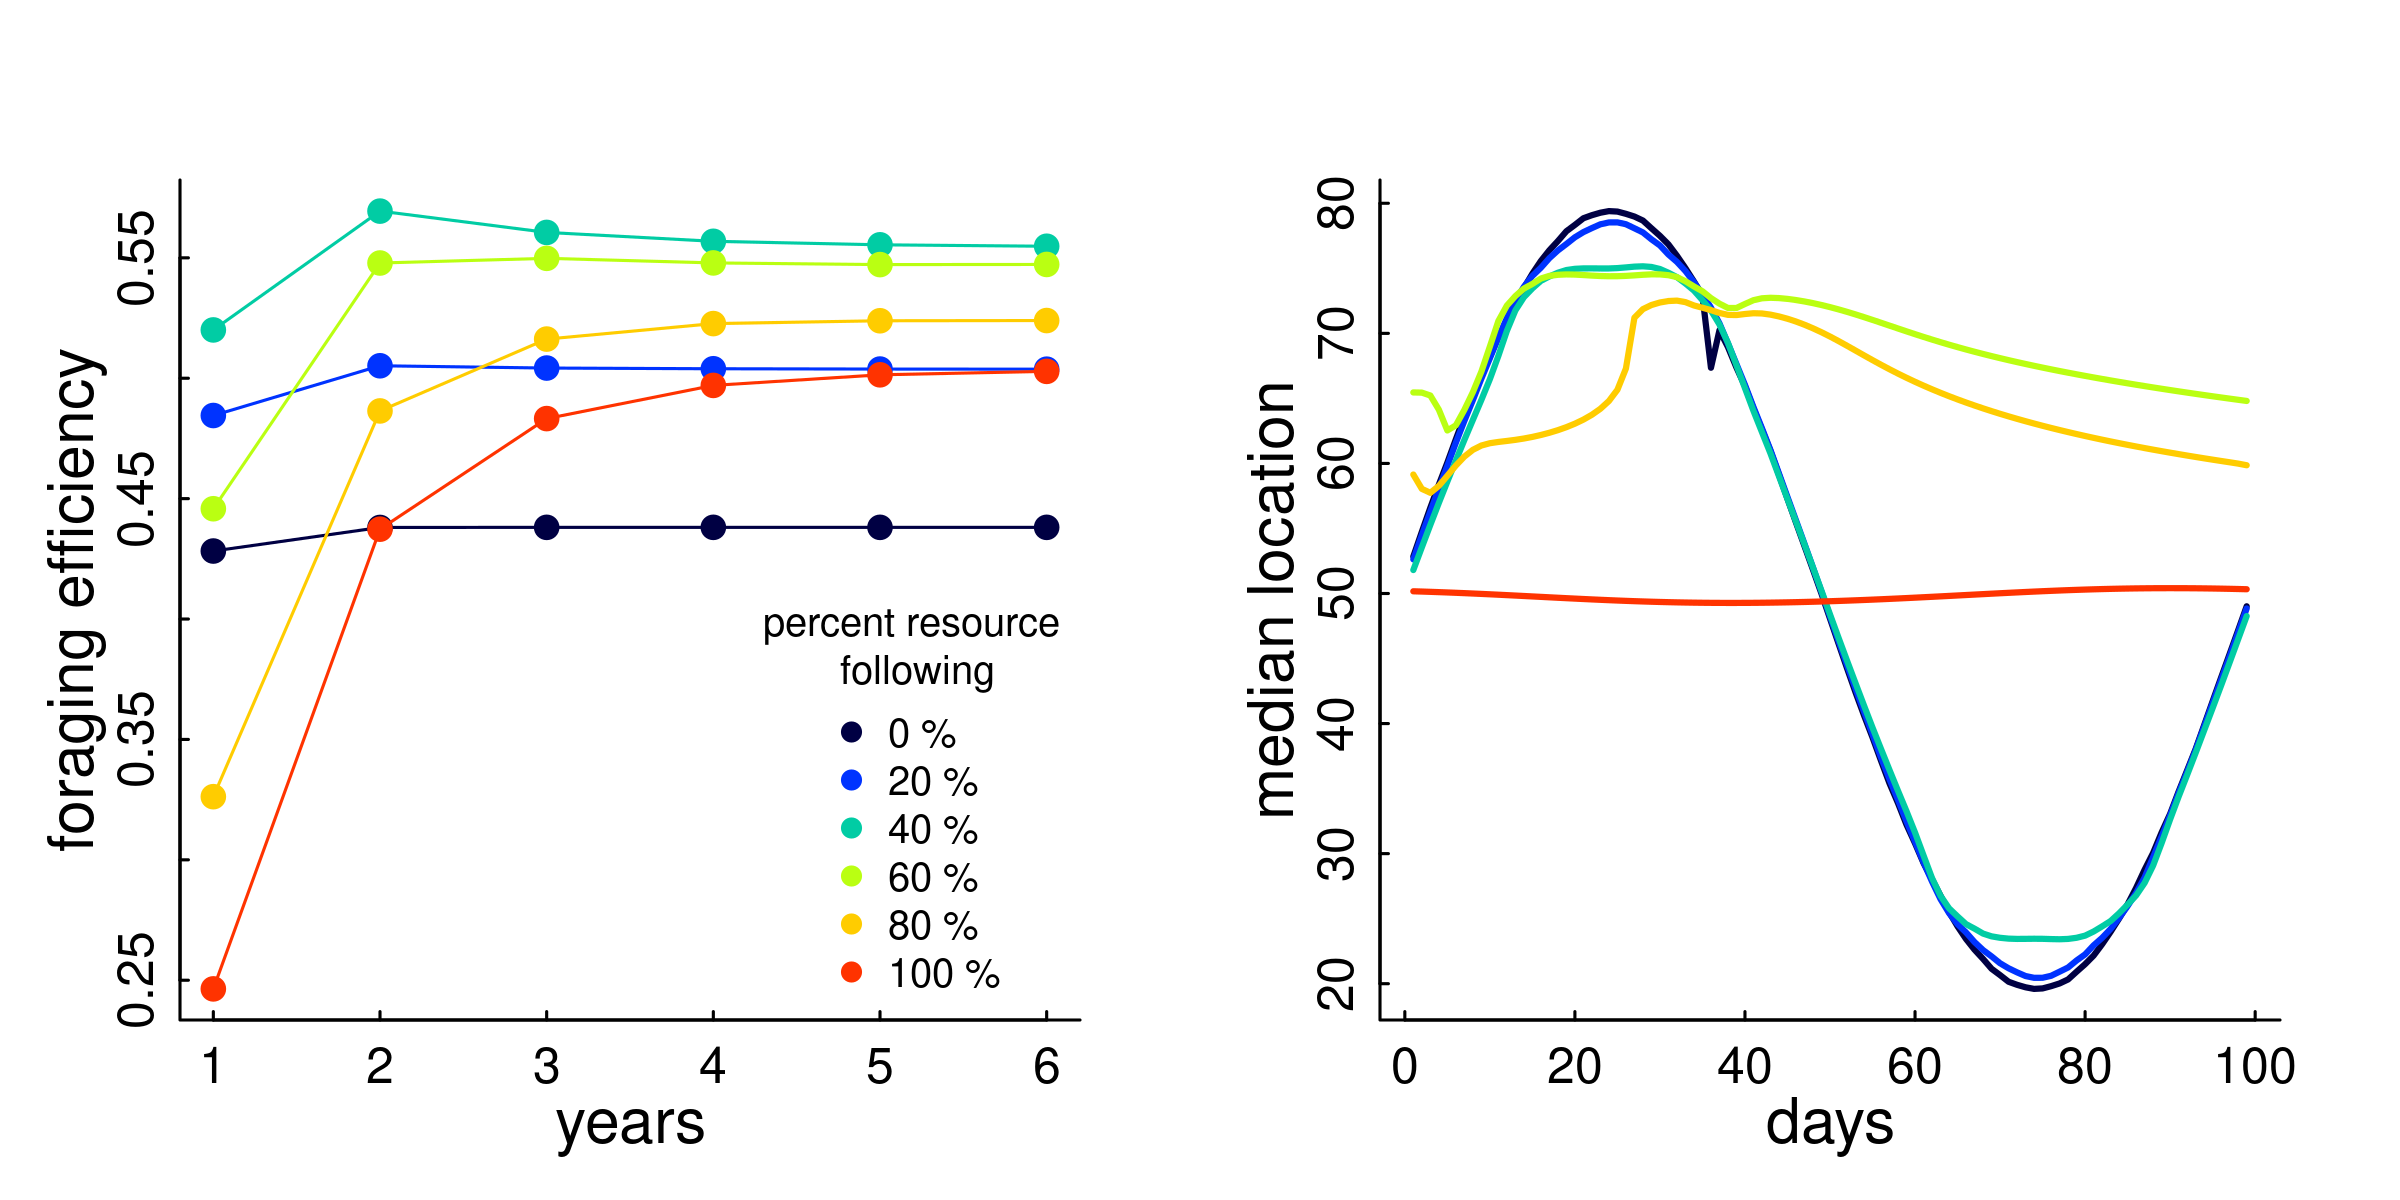 foraging efficiency
0.55
0.45
0.35
0.25
percent resource
following
0 %
20 %
40 %
60 %
80 %
100 %
1 2 3 4 5 6
years
median location
80
70
60
50
40
30
20
0 20 40 60 80 100
days